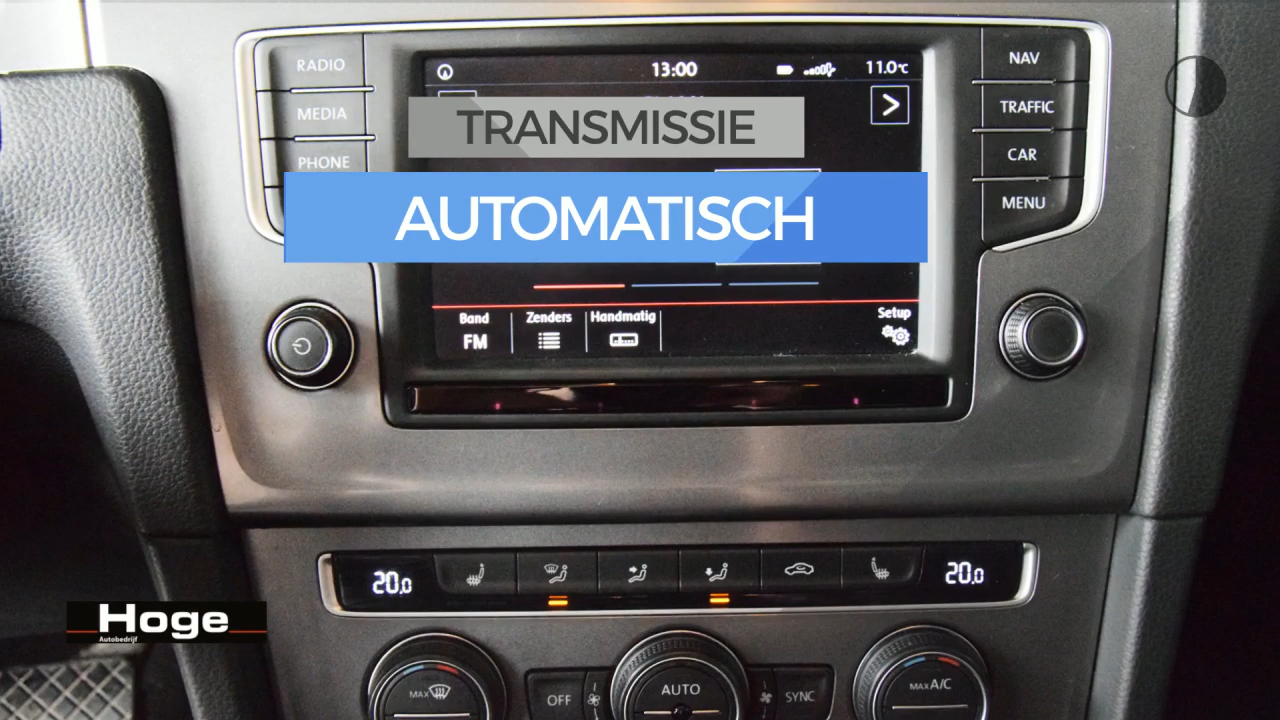 RADIO
MEDIA
PHONE
13:00
11.0°C
NAV
TRAFFIC
CAR
MENU
TRANSMISSIE
AUTOMATISCH
Band
FM
Zenders
Handmatig
Setup
20.0
20.0
Hoge
Autobedrijf
MAX
OFF
AUTO
SYNC
MAX A/C